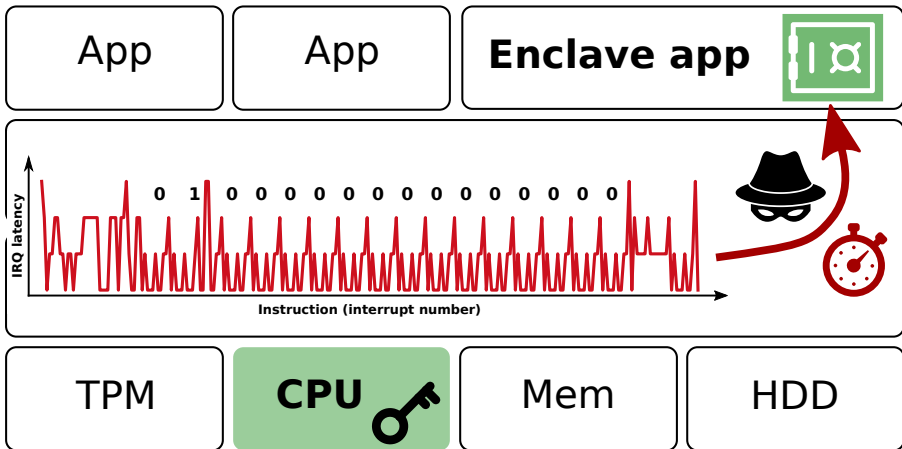 App
App
Enclave app
IRQ latency
0 1 0 0 0 0 0 0 0 0 0 0 0 0 0 0
Instruction (interrupt number)
TPM
CPU
Mem
HDD